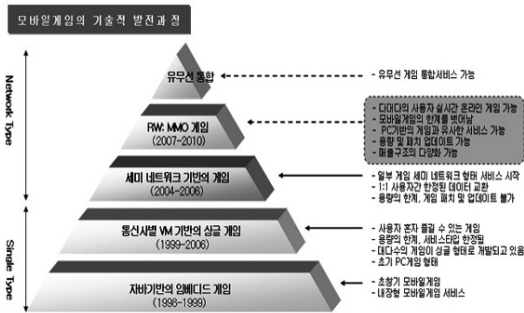 모바일게임의 기술적 발전과 정
Network Type
Single Type
유무선 통합
- 유무선 게임 통합서비스 가능
RW: MMO 게임
(2007-2010)
- 다대다의 사용자 실시간 온라인 게임 가능
- 모바일게임의 한계를 벗어남
- PC기반의 게임과 유사한 서비스 가능
- 용량 및 패치 업데이트 가능
- 매출구조의 다양화 가능
세미 네트워크 기반의 게임
(2004-2006)
- 일부 게임 세미 네트워크 형태 서비스 시작
- 1:1 사용자간 한정된 데이터 교환
- 용량의 한계, 게임 패치 및 업데이트 불가
통신사별 VM 기반의 싱글 게임
(1999-2006)
- 사용자 혼자 즐길 수 있는 게임
- 용량의 한계, 서비스타입 한정됨
- 대다수의 게임이 싱글 형태로 개발되고 있음
- 초기 PC게임 형태
자바기반의 임베디드 게임
(1998-1999)
- 초창기 모바일게임
- 내장형 모바일게임 서비스